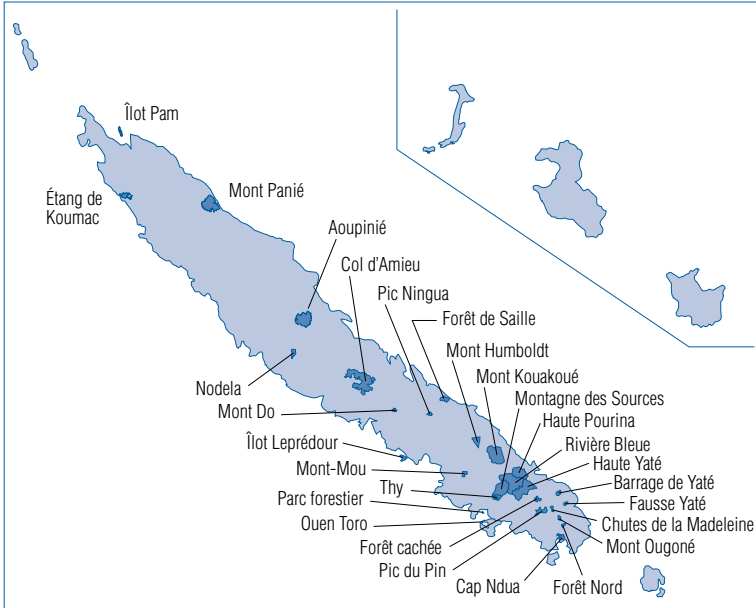 Îlot Pam
Étang de
Koumac
Mont Panié
Aoupinié
Col d'Amieu
Pic Ningua
Forêt de Saille
Mont Humboldt
Mont Kouakoué
Montagne des Sources
Haute Pourina
Rivière Bleue
Haute Yaté
Barrage de Yaté
Fausse Yaté
Chutes de la Madeleine
Mont Ougoné
Forêt Nord
Nodela
Mont Do
Îlot Leprédour
Mont-Mou
Thy
Parc forestier
Ouen Toro
Forêt cachée
Pic du Pin
Cap Ndua